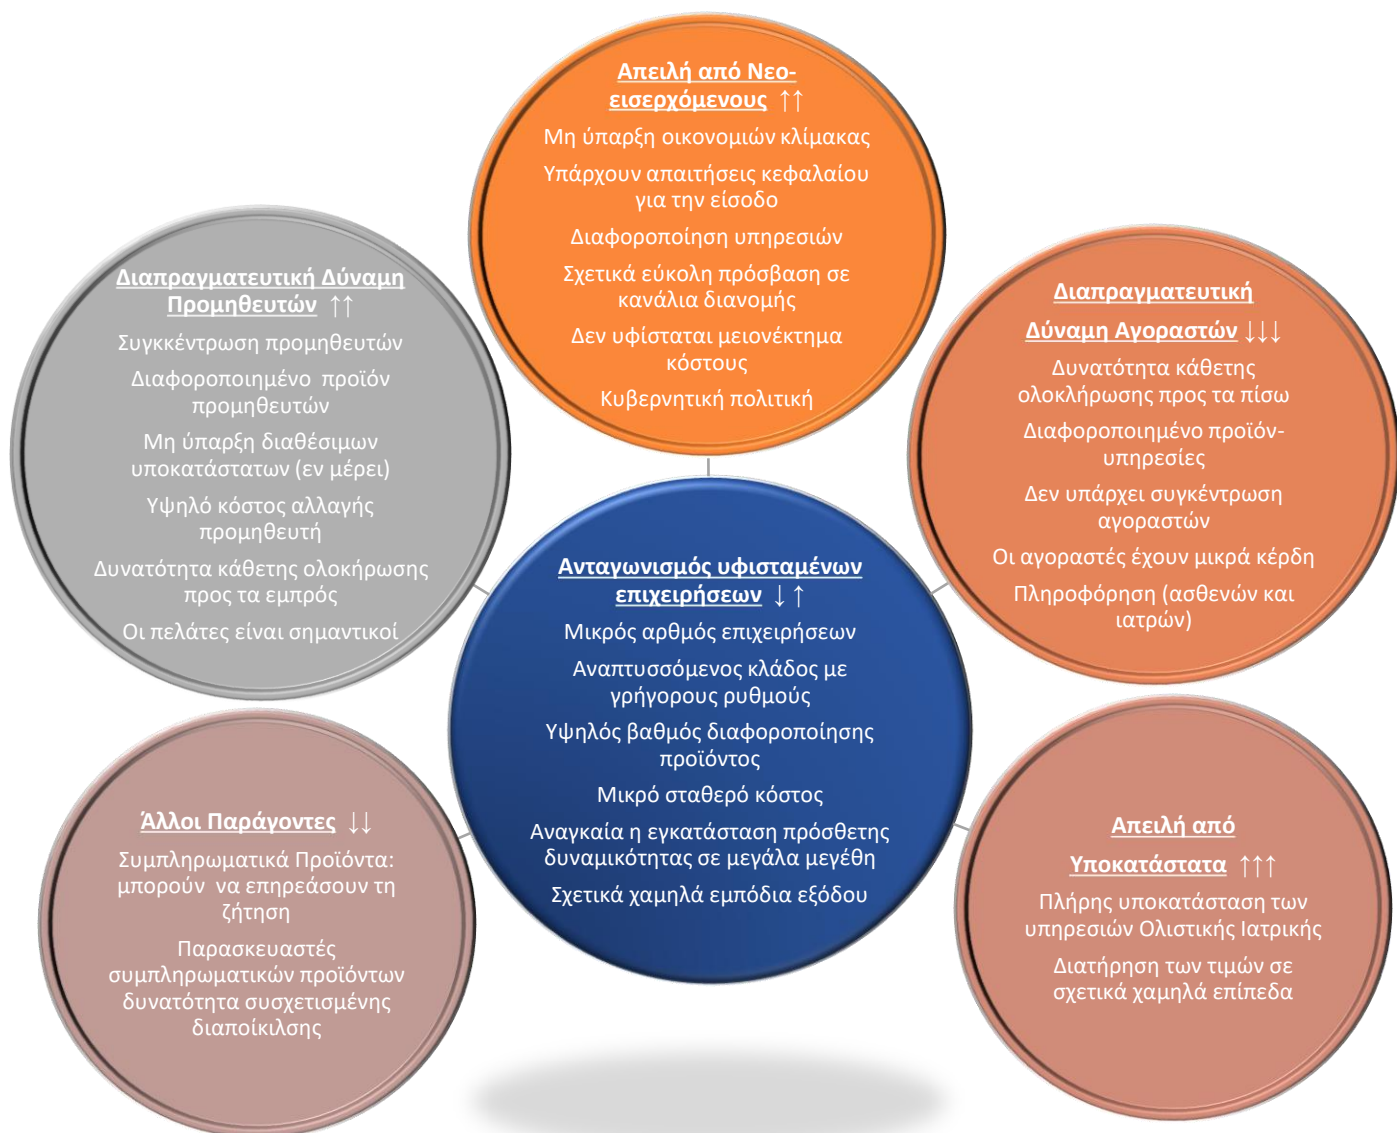 Απειλή από Νεο-
εισερχόμενους ↑↑
Μη ύπαρξη οικονομιών κλίμακας
Υπάρχουν απαιτήσεις κεφαλαίου
για την είσοδο
Διαφοροποίηση υπηρεσιών
Σχετικά εύκολη πρόσβαση σε
κανάλια διανομής
Δεν υφίσταται μειονέκτημα
κόστους
Κυβερνητική πολιτική
Διαπραγματευτική Δύναμη
Προμηθευτών ↑↑
Συγκκέντρωση προμηθευτών
Διαφοροποιημένο προϊόν
προμηθευτών
Μη ύπαρξη διαθέσιμων
υποκατάστατων (εν μέρει)
Υψηλό κόστος αλλαγής
προμηθευτή
Δυνατότητα κάθετης ολοκήρωσης
προς τα εμπρός
Οι πελάτες είναι σημαντικοί
Διαπραγματευτική
Δύναμη Αγοραστών ↓↓↓
Δυνατότητα κάθετης
ολοκλήρωσης προς τα πίσω
Διαφοροποιημένο προϊόν-
υπηρεσίες
Δεν υπάρχει συγκέντρωση
αγοραστών
Οι αγοραστές έχουν μικρά κέρδη
Πληροφόρηση (ασθενών και
ιατρών)
Ανταγωνισμός υφισταμένων
επιχειρήσεων ↓ ↑
Μικρός αρθμός επιχειρήσεων
Αναπτυσσόμενος κλάδος με
γρήγορους ρυθμούς
Υψηλός βαθμός διαφοροποίησης
προϊόντος
Μικρό σταθερό κόστος
Αναγκαία η εγκατάσταση πρόσθετης
δυναμικότητας σε μεγάλα μεγέθη
Σχετικά χαμηλά εμπόδια εξόδου
Άλλοι Παράγοντες ↓↓
Συμπληρωματικά Προϊόντα:
μπορούν να επηρεάσουν τη
ζήτηση
Παρασκευαστές
συμπληρωματικών προϊόντων
δυνατότητα συσχετισμένης
διαποίκιλσης
Απειλή από
Υποκατάστατα ↑↑↑
Πλήρης υποκατάσταση των
υπηρεσιών Ολιστικής Ιατρικής
Διατήρηση των τιμών σε
σχετικά χαμηλά επίπεδα